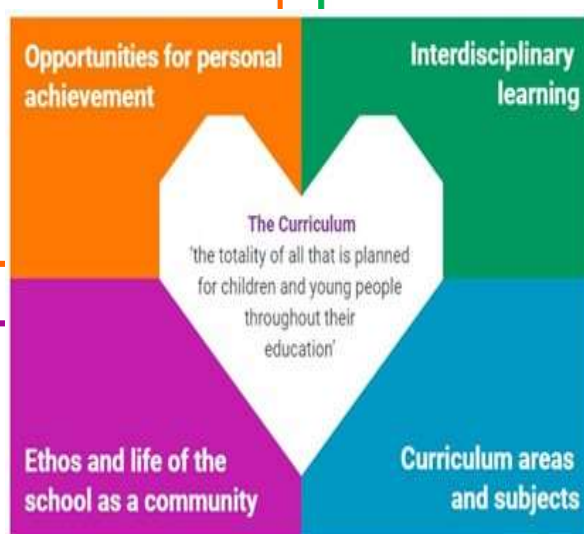 Opportunities for personal
achievement
Interdisciplinary
learning
The Curriculum
'the totality of all that is planned
for children and young people
throughout their
education'
Ethos and life of the
school as a community
Curriculum areas
and subjects